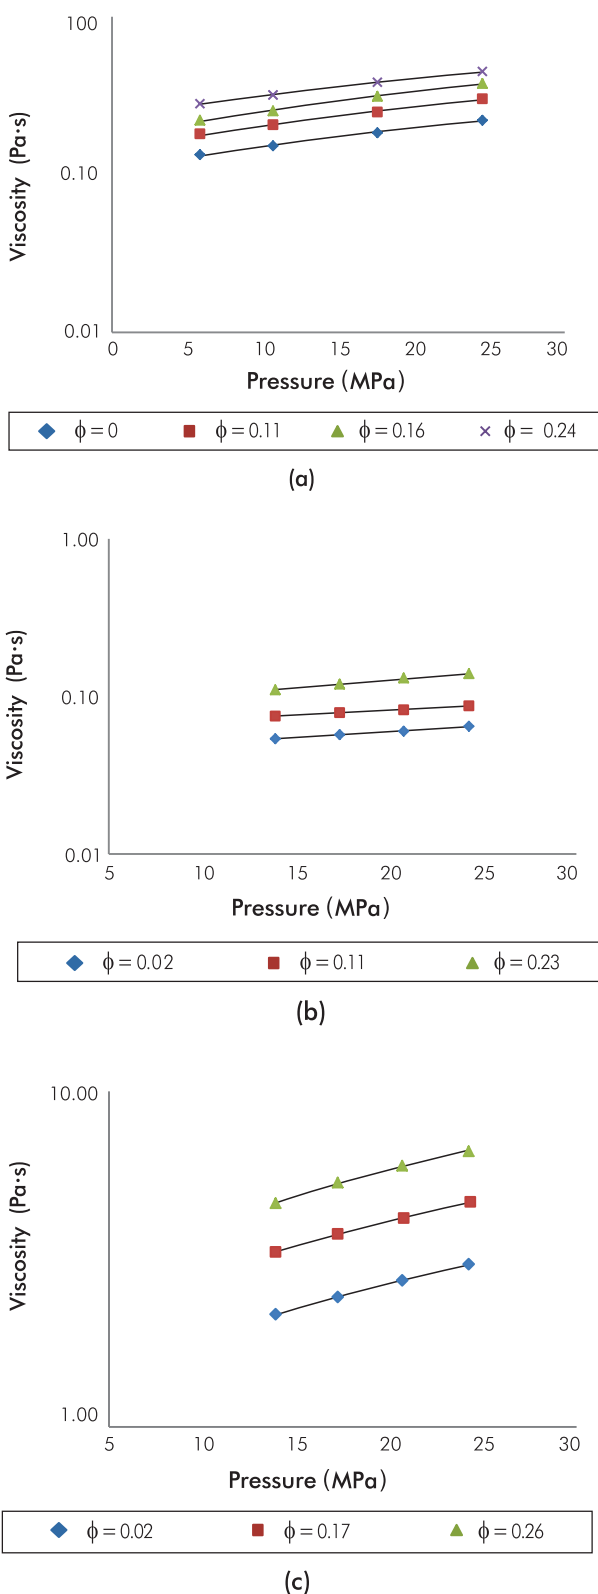 100
0.10
0.01
Viscosity (Pa·s)
0 5 10 15 20 25 30
Pressure (MPa)
ϕ = 0 ϕ = 0.11 ϕ = 0.16 ϕ = 0.24
(a)
1.00
0.10
0.01
Viscosity (Pa·s)
5 10 15 20 25 30
Pressure (MPa)
ϕ = 0.02 ϕ = 0.11 ϕ = 0.23
(b)
10.00
1.00
Viscosity (Pa·s)
5 10 15 20 25 30
Pressure (MPa)
ϕ = 0.02 ϕ = 0.17 ϕ = 0.26
(c)